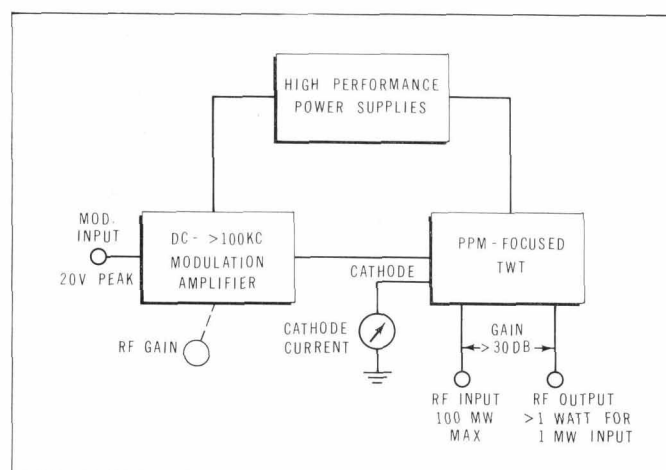 HIGH PERFORMANCE
POWER SUPPLIES
MOD.
INPUT
20V PEAK
DC- >100KC
MODULATION
AMPLIFIER
RF GAIN
CATHODE
CATHODE
CURRENT
PPM-FOCUSED
TWT
GAIN
>30DB
RF INPUT
100 MW
MAX
RF OUTPUT
>1 WATT FOR
1 MW INPUT